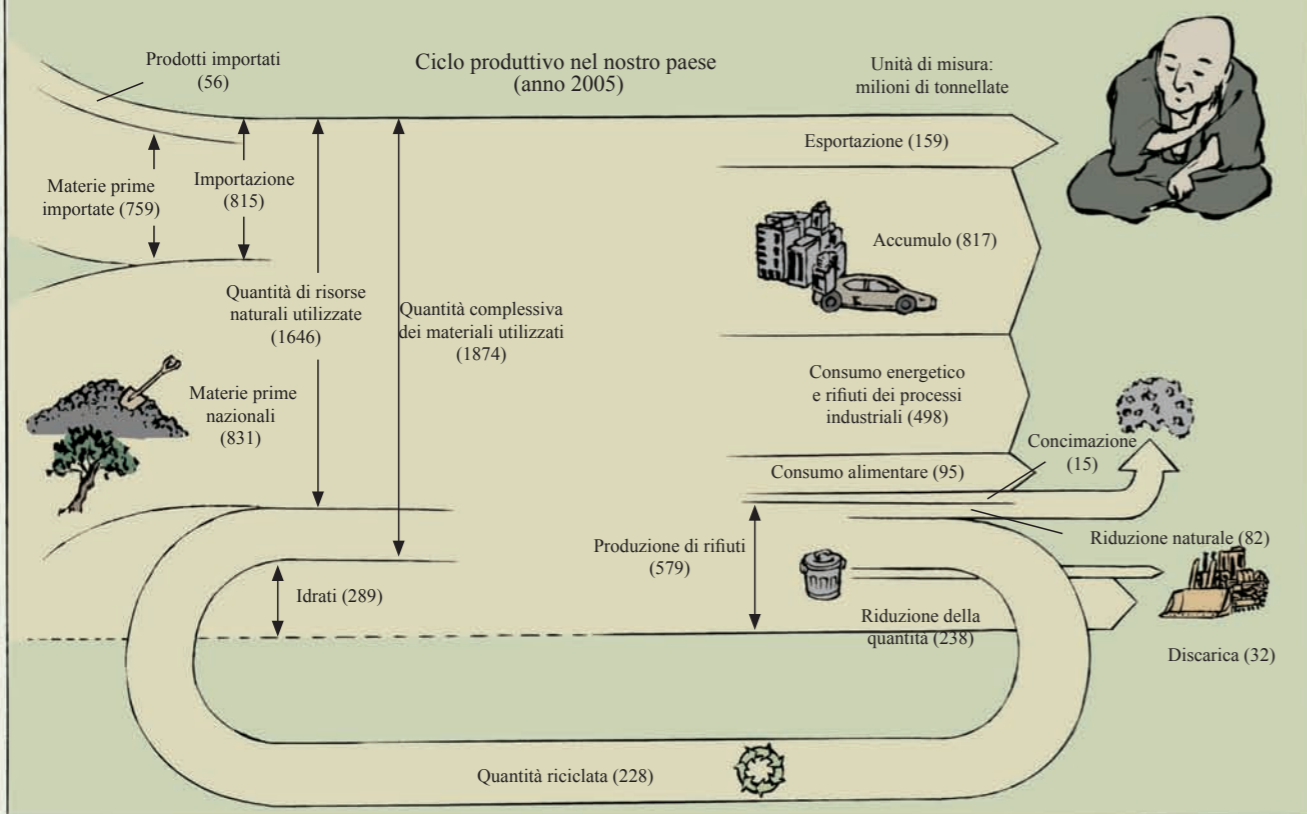 Ciclo produttivo nel nostro paese
(anno 2005)
Unità di misura:
milioni di tonnellate
Prodotti importati
(56)
Materie prime
importate (759)
Importazione
(815)
Quantità di risorse
naturali utilizzate
(1646)
Quantità complessiva
dei materiali utilizzati
(1874)
Materie prime
nazionali
(831)
Idrati (289)
Esportazione (159)
Accumulo (817)
Consumo energetico
e rifiuti dei processi
industriali (498)
Consumo alimentare (95)
Concimazione
(15)
Riduzione naturale (82)
Produzione di rifiuti
(579)
Riduzione della
quantità (238)
Discarica (32)
Quantità riciclata (228)